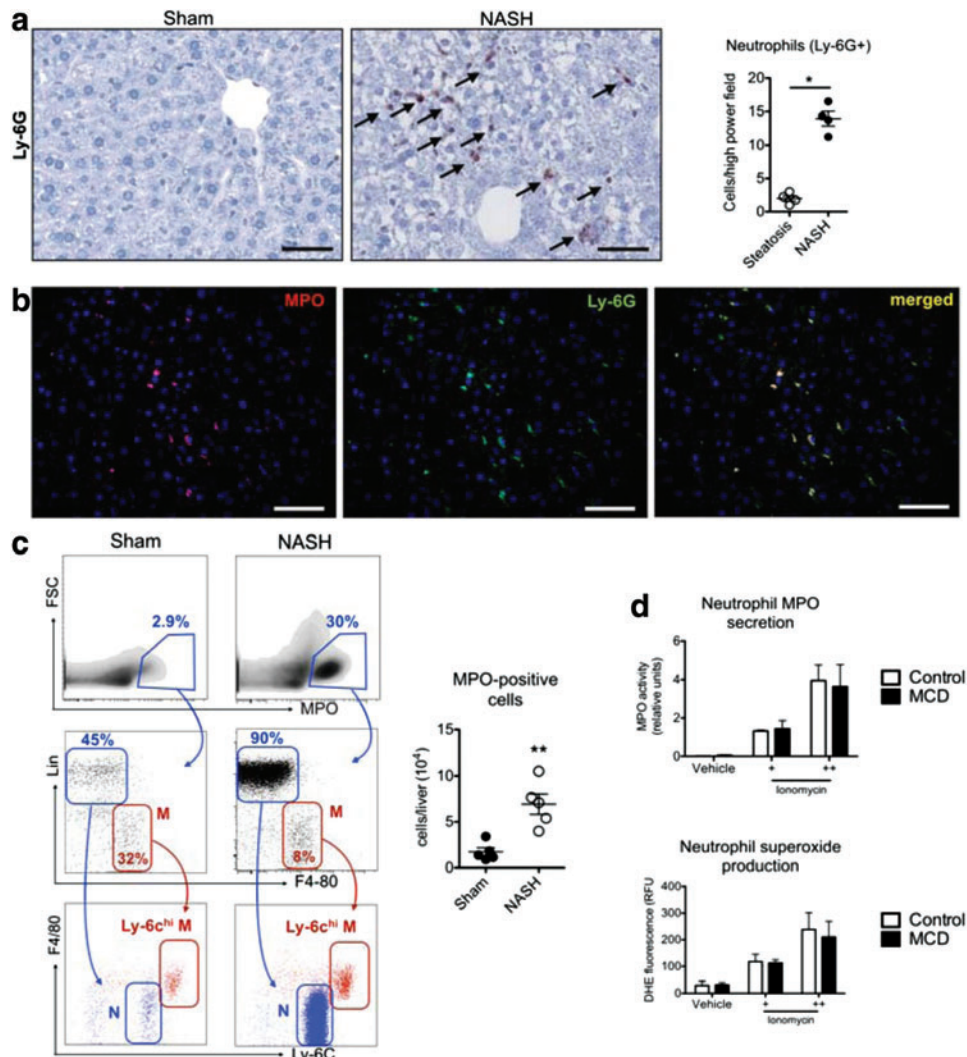 a
Sham
NASH
Ly-6G
Neutrophils (Ly-6G+)
*
Cells/high power field
20
15
10
5
0
Steatosis
NASH
b
MPO
Ly-6G
merged
c
Sham
NASH
FSC
2.9%
30%
MPO
Lin
45%
90%
M
M
32%
8%
F4-80
F4/80
Ly-6chi M
Ly-6chi M
N
N
Ly-6C
MPO-positive
cells
cells/liver (10⁴)
15
10
5
0
**
Sham
NASH
d
Neutrophil MPO
secretion
MPO activity
(relative units)
6
4
2
0
Vehicle
+
++
Ionomycin
Control
MCD
Neutrophil superoxide
production
DHE fluorescence (RFU
400
300
200
100
0
Vehicle
+
++
Ionomycin
Control
MCD